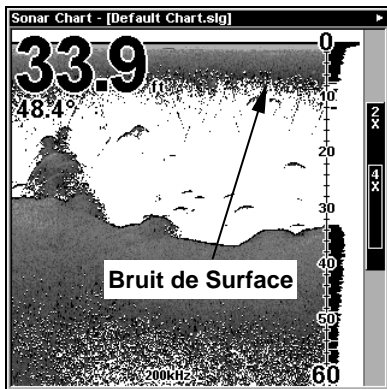 Sonar Chart - [Default Chart.slg]
33.9 ft
48.4°
0
10
20
30
40
50
60
2X
4X
Bruit de Surface
200kHz